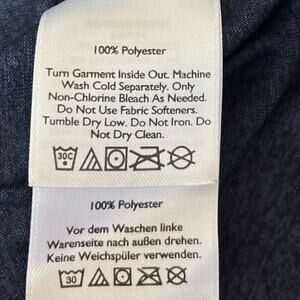 100% Polyester
Turn Garment Inside Out. Machine
Wash Cold Separately. Only
Non-Chlorine Bleach As Needed.
Do Not Use Fabric Softeners.
Tumble Dry Low. Do Not Iron. Do
Not Dry Clean.
30C
100% Polyester
Vor dem Waschen linke
Warenseite nach außen drehen.
Keine Weichspüler verwenden.
30